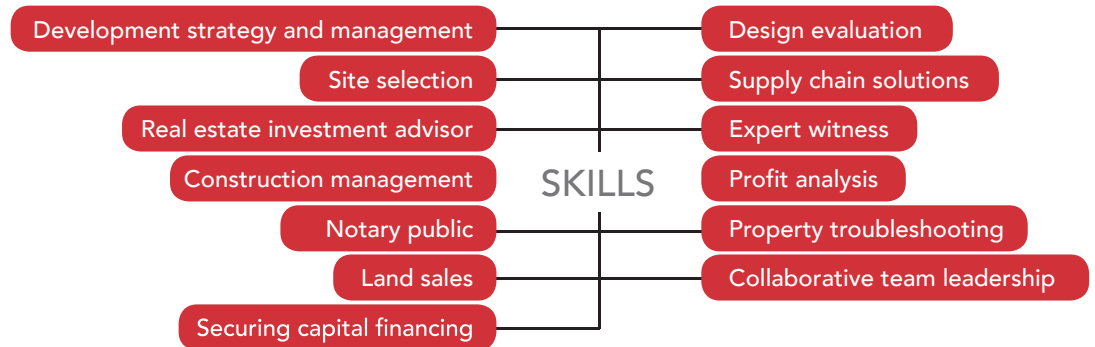 Development strategy and management
Site selection
Real estate investment advisor
Construction management
Notary public
Land sales
Securing capital financing
SKILLS
Design evaluation
Supply chain solutions
Expert witness
Profit analysis
Property troubleshooting
Collaborative team leadership